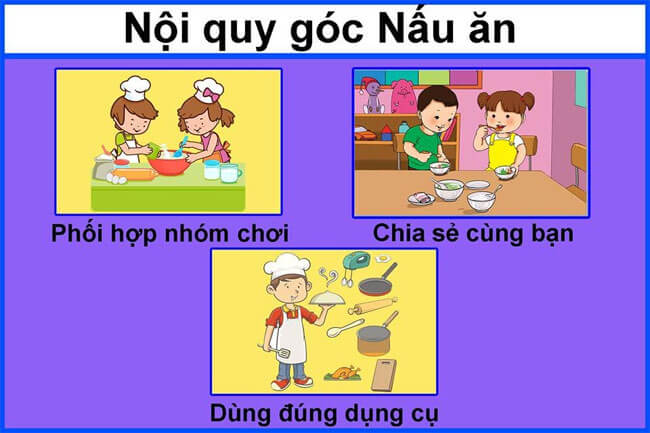 Nội quy góc Nấu ăn
Phối hợp nhóm chơi
Chia sẻ cùng bạn
Dùng đúng dụng cụ